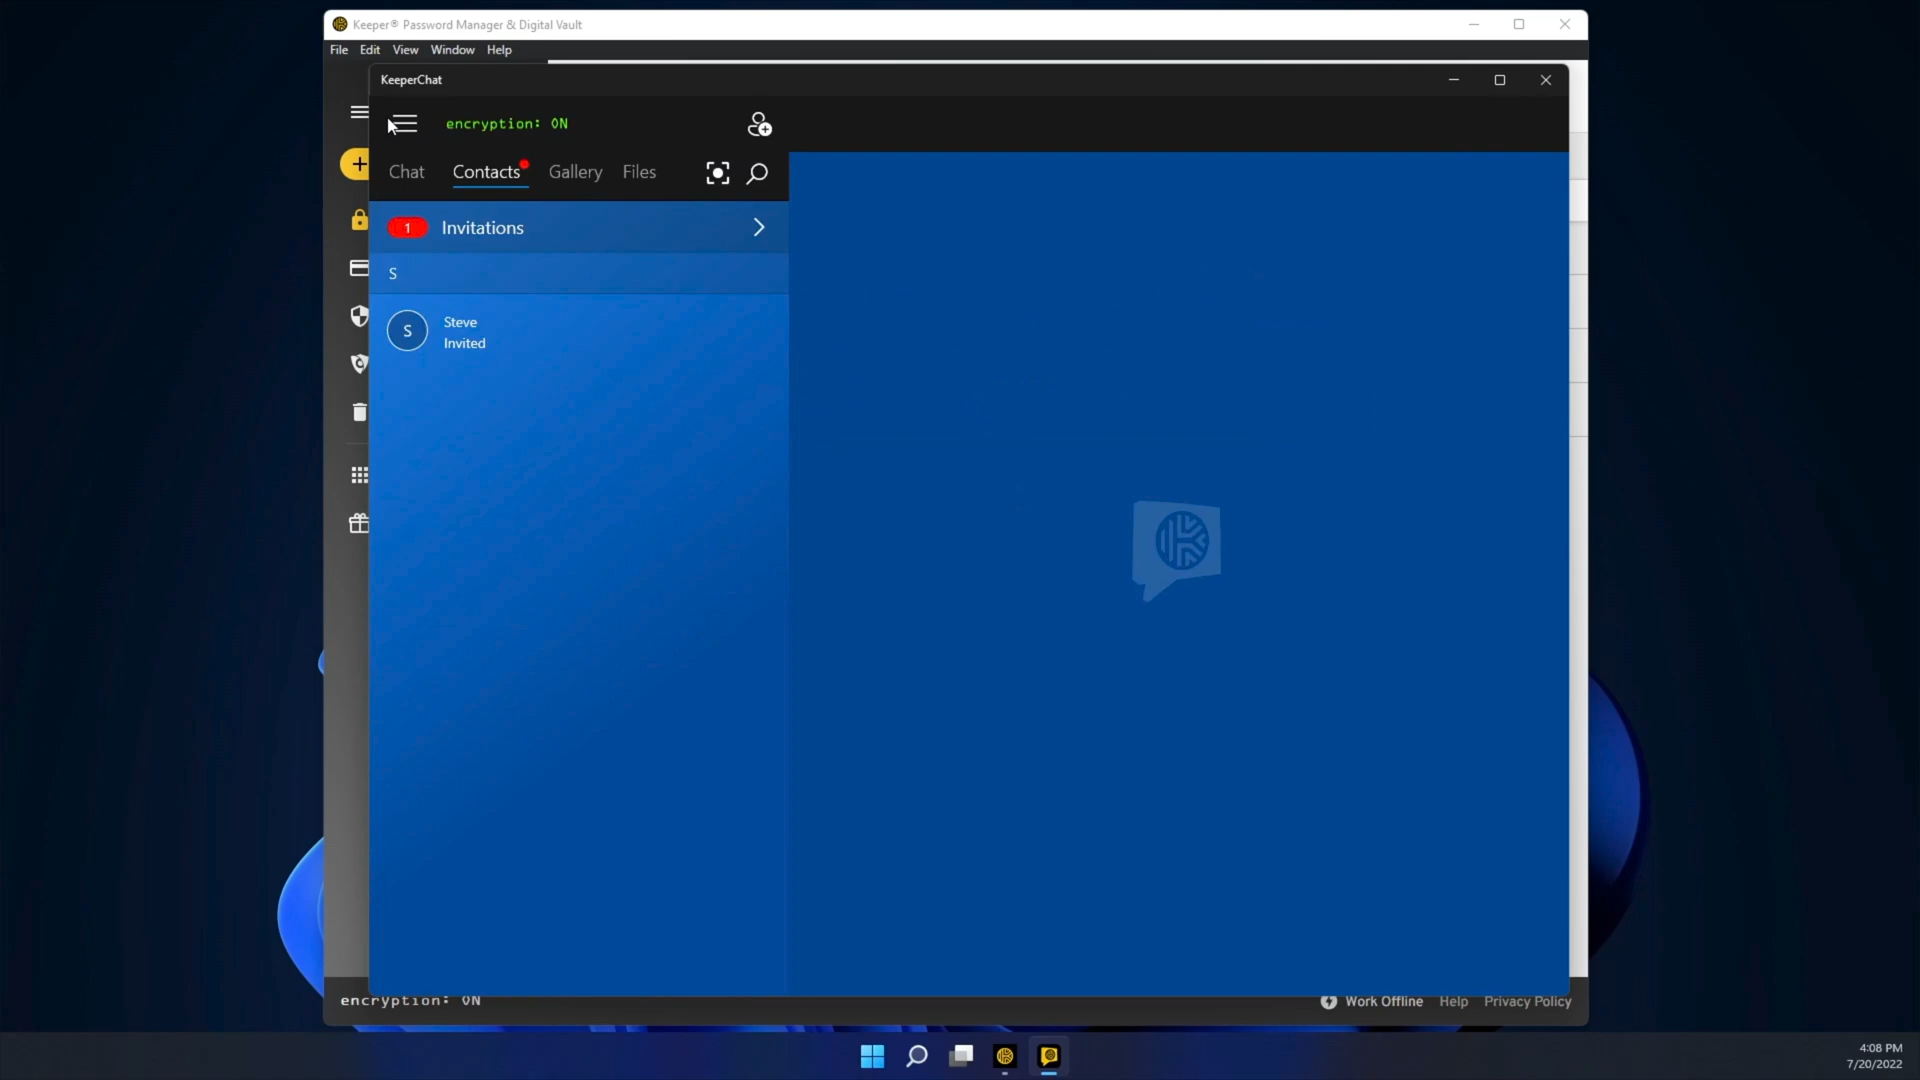 Keeper® Password Manager & Digital Vault
File Edit View Window Help
KeeperChat
encryption: ON
Chat Contacts Gallery Files
1 Invitations
S
S Steve
Invited
encryption: ON
Work Offline Help Privacy Policy
4:08 PM
7/20/2022